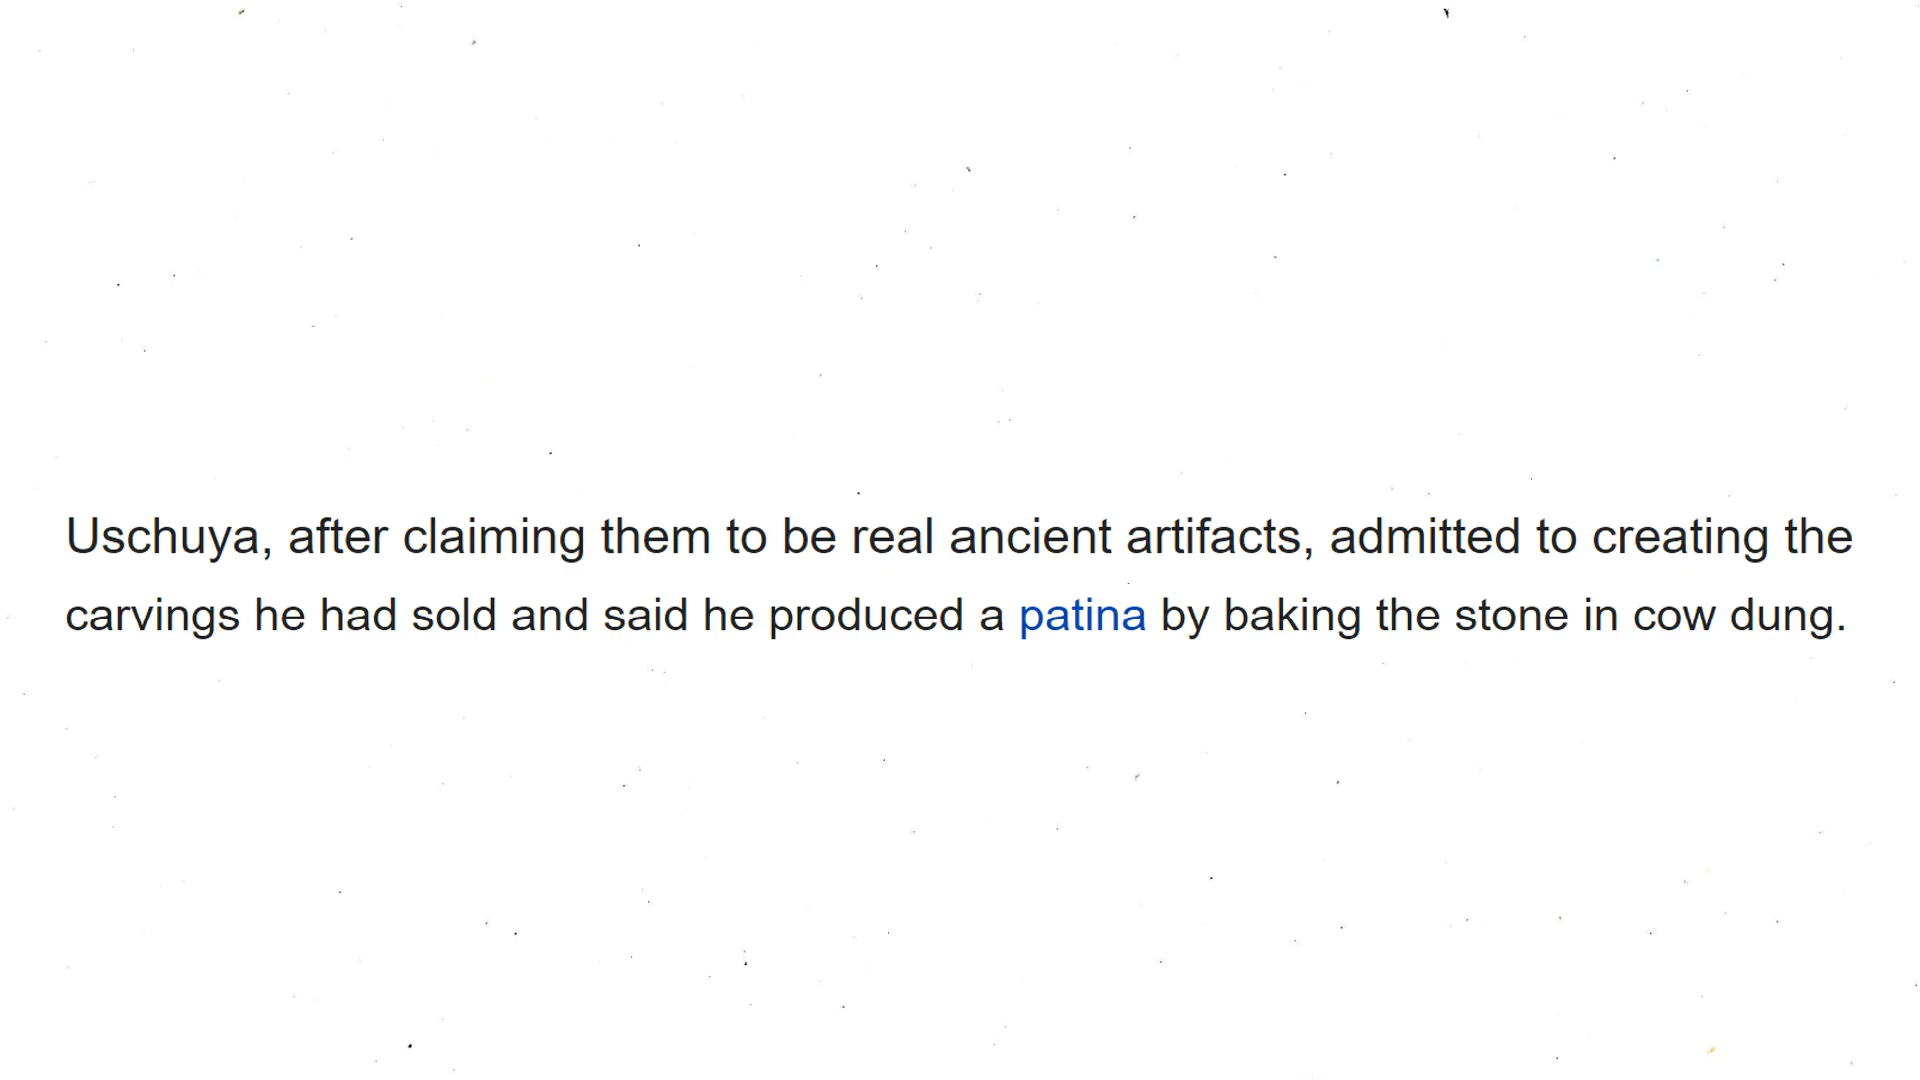 Uschuya, after claiming them to be real ancient artifacts, admitted to creating the
carvings he had sold and said he produced a patina by baking the stone in cow dung.